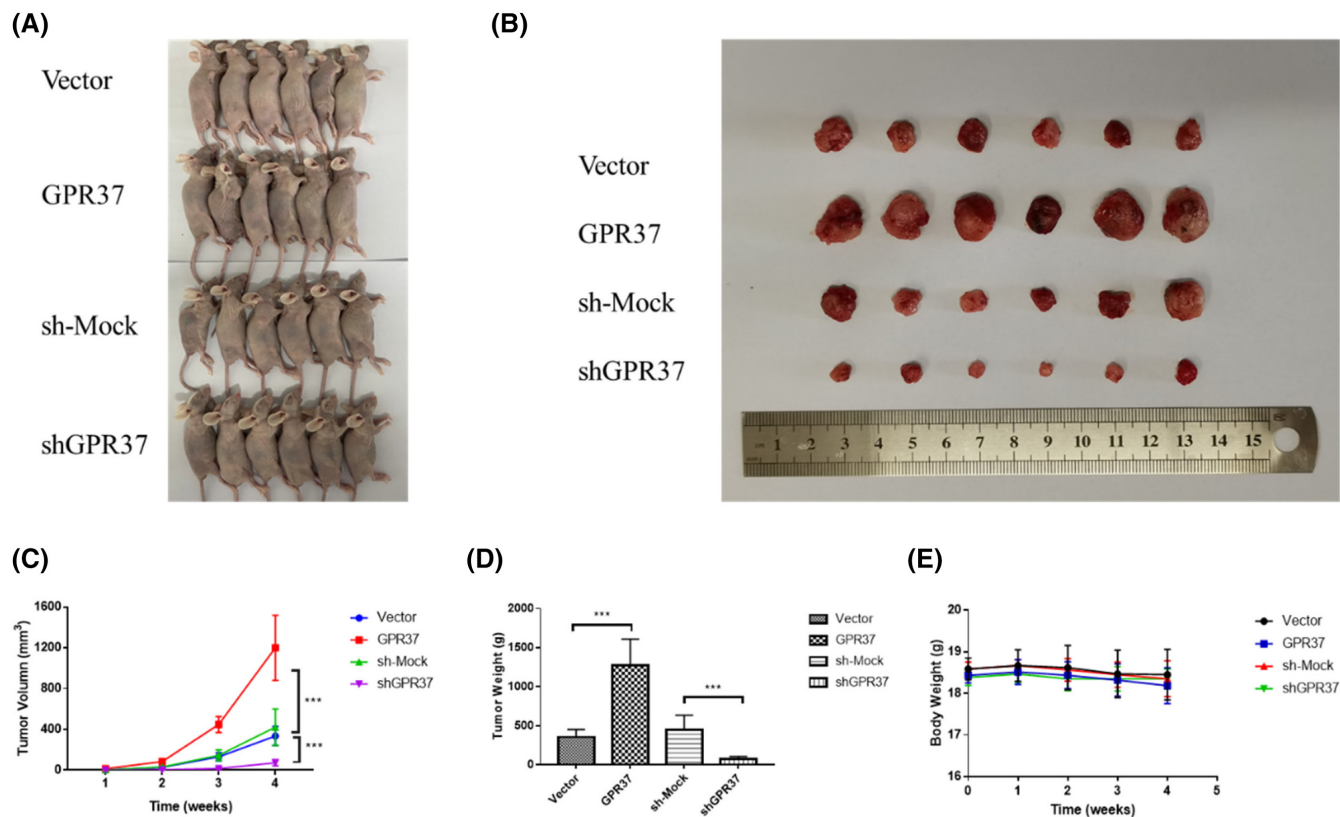 (A)
Vector
GPR37
sh-Mock
shGPR37
(B)
Vector
GPR37
sh-Mock
shGPR37
1 2 3 4 5 6 7 8 9 10 11 12 13 14 15
(C)
Tumor Volumn (mm³)
1600
1200
800
400
0
1 2 3 4
Time (weeks)
***
***
Vector
GPR37
sh-Mock
shGPR37
(D)
Tumor Weight (g)
2000
1500
1000
500
0
***
***
Vector
GPR37
sh-Mock
shGPR37
Vector
GPR37
sh-Mock
shGPR37
(E)
Body Weight (g)
20
19
18
17
16
0 1 2 3 4 5
Time (weeks)
Vector
GPR37
sh-Mock
shGPR37